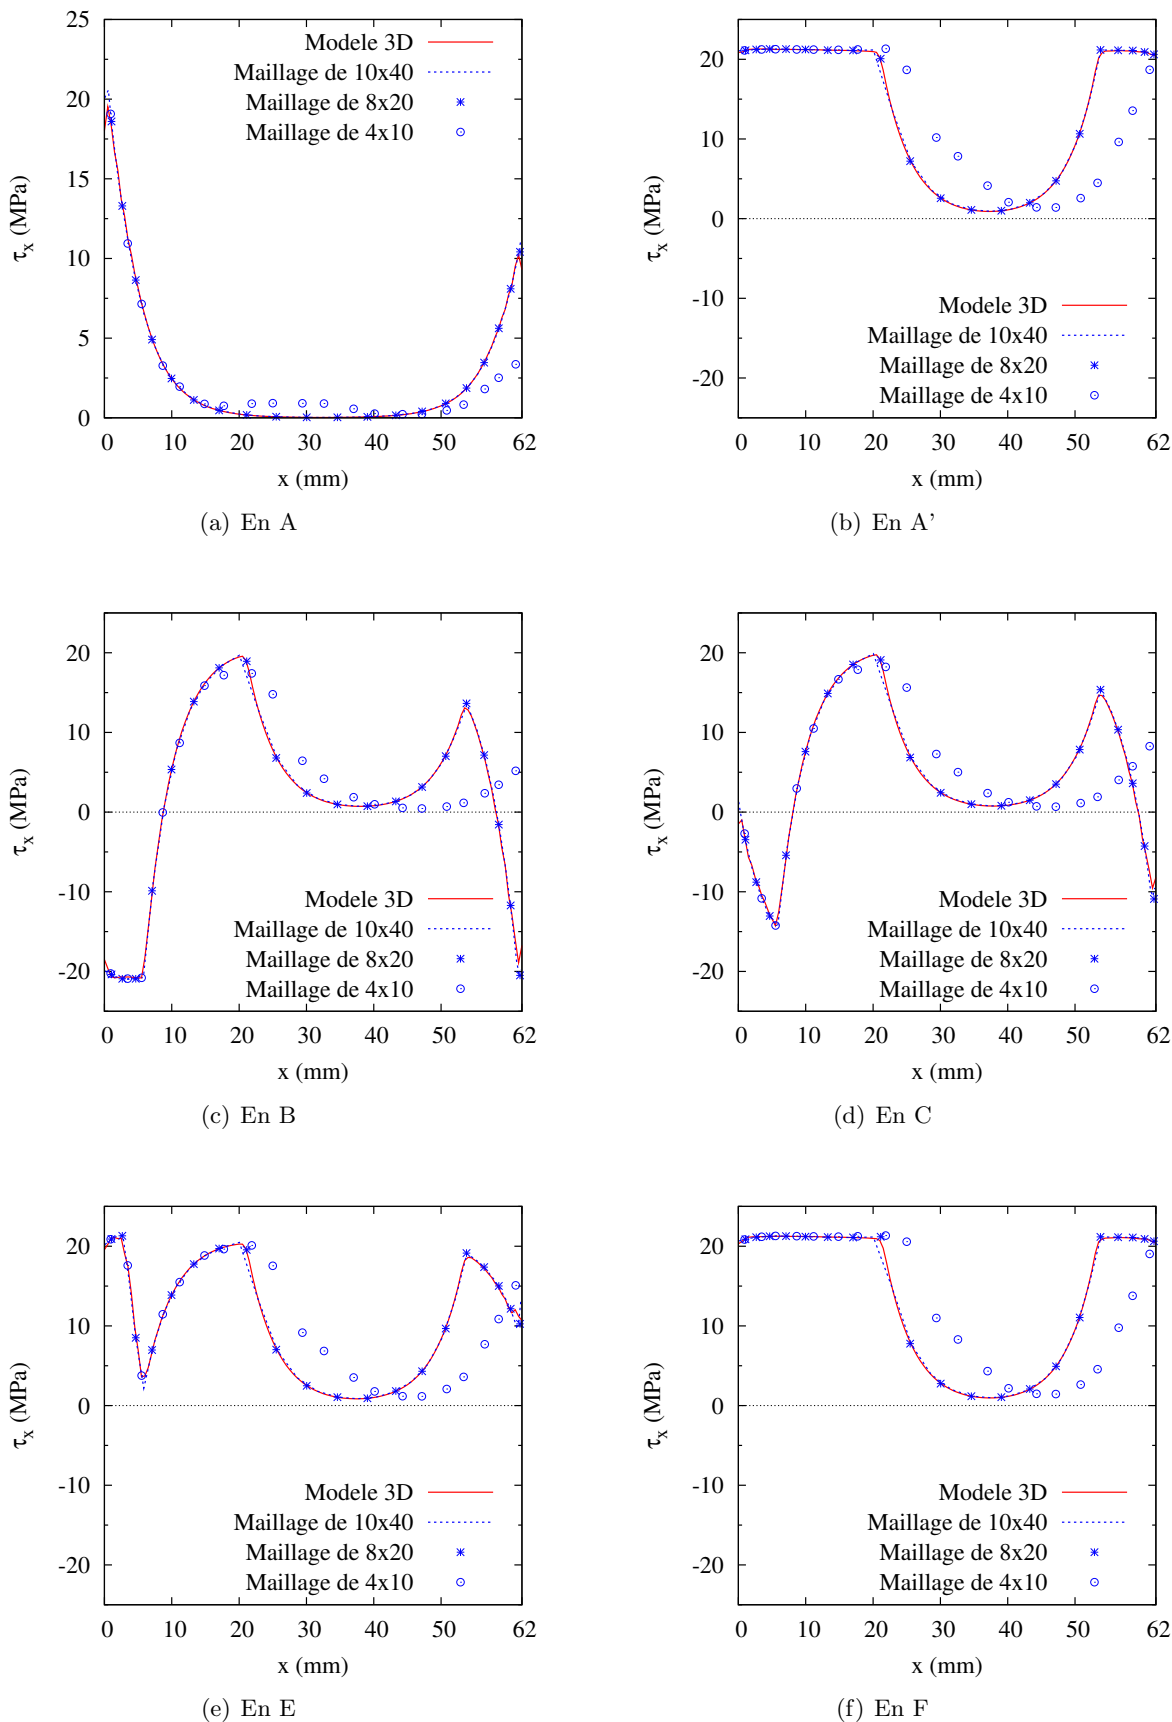 25
20
15
10
5
0
0 10 20 30 40 50 62
τ_x (MPa)
x (mm)
Modele 3D
Maillage de 10x40
Maillage de 8x20
Maillage de 4x10
(a) En A
20
10
0
-10
-20
0 10 20 30 40 50 62
τ_x (MPa)
x (mm)
Modele 3D
Maillage de 10x40
Maillage de 8x20
Maillage de 4x10
(b) En A'
20
10
0
-10
-20
0 10 20 30 40 50 62
τ_x (MPa)
x (mm)
Modele 3D
Maillage de 10x40
Maillage de 8x20
Maillage de 4x10
(c) En B
20
10
0
-10
-20
0 10 20 30 40 50 62
τ_x (MPa)
x (mm)
Modele 3D
Maillage de 10x40
Maillage de 8x20
Maillage de 4x10
(d) En C
20
10
0
-10
-20
0 10 20 30 40 50 62
τ_x (MPa)
x (mm)
Modele 3D
Maillage de 10x40
Maillage de 8x20
Maillage de 4x10
(e) En E
20
10
0
-10
-20
0 10 20 30 40 50 62
τ_x (MPa)
x (mm)
Modele 3D
Maillage de 10x40
Maillage de 8x20
Maillage de 4x10
(f) En F